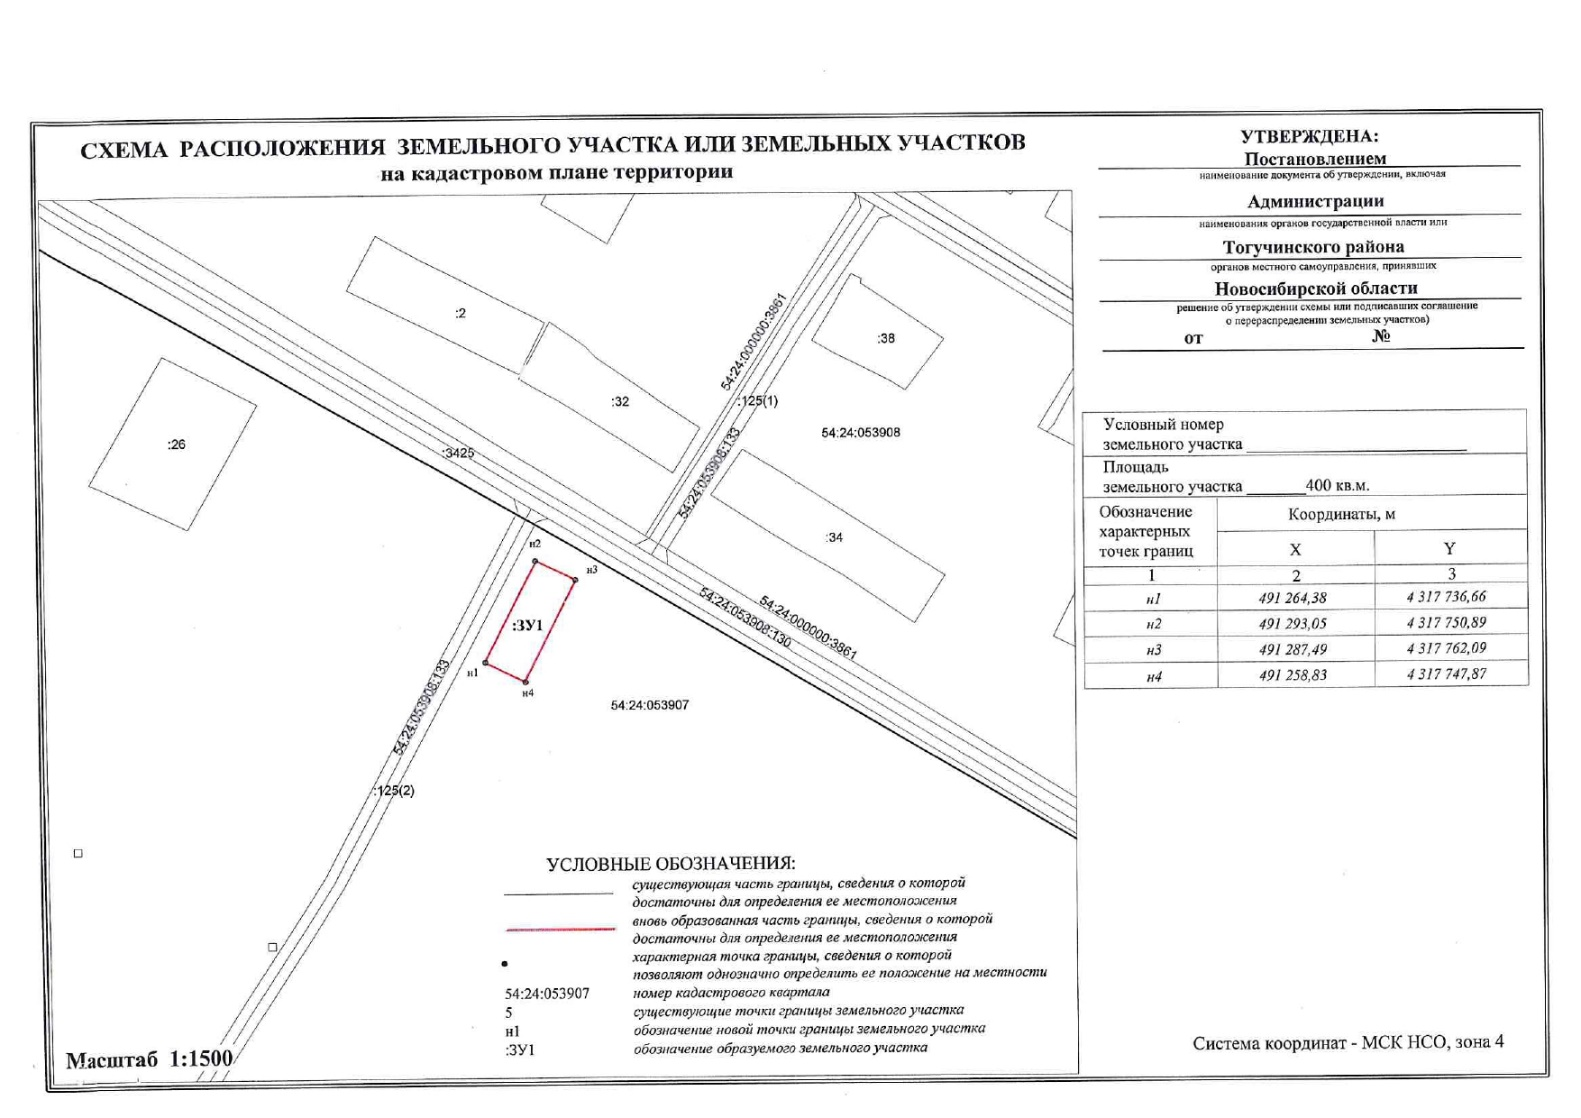 СХЕМА РАСПОЛОЖЕНИЯ ЗЕМЕЛЬНОГО УЧАСТКА ИЛИ ЗЕМЕЛЬНЫХ УЧАСТКОВ
на кадастровом плане территории
УТВЕРЖДЕНА:
Постановлением
наименование документа об утверждении, включая
Администрации
наименования органов государственной власти или
Тогучинского района
органов местного самоуправления, принявших
Новосибирской области
решение об утверждении схемы или подписавших соглашение
о перераспределении земельных участков)
от №
:2
:38
54:24:000000:3861
:32
:125(1)
54:24:053908
:26
:3425
54:24:053908:133
:34
н2
н3
:ЗУ1
н1
н4
54:24:053908:130
54:24:000000:3861
54:24:053908:133
54:24:053907
:125(2)
Условный номер
земельного участка
Площадь
земельного участка 400 кв.м.
Обозначение характерных точек границ Координаты, м
X Y
1 2 3
н1 491 264,38 4 317 736,66
н2 491 293,05 4 317 750,89
н3 491 287,49 4 317 762,09
н4 491 258,83 4 317 747,87
УСЛОВНЫЕ ОБОЗНАЧЕНИЯ:
существующая часть границы, сведения о которой
достаточны для определения ее местоположения
вновь образованная часть границы, сведения о которой
достаточны для определения ее местоположения
характерная точка границы, сведения о которой
позволяют однозначно определить ее положение на местности
54:24:053907 номер кадастрового квартала
5 существующие точки границы земельного участка
н1 обозначение новой точки границы земельного участка
:ЗУ1 обозначение образуемого земельного участка
Масштаб 1:1500
Система координат - МСК НСО, зона 4